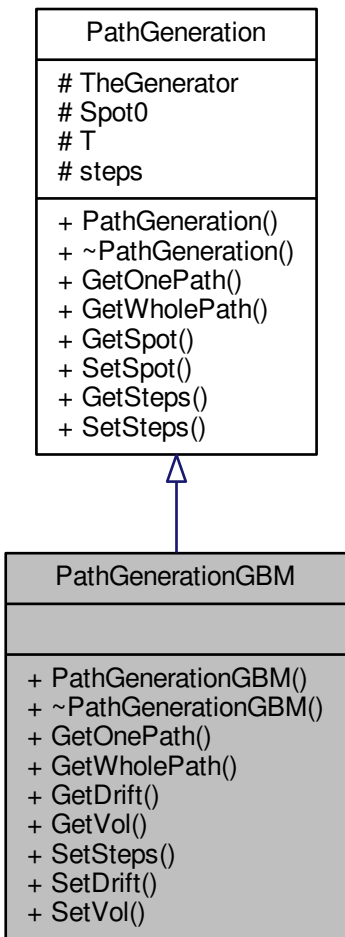 PathGeneration
# TheGenerator
# Spot0
# T
# steps
+ PathGeneration()
+ ~PathGeneration()
+ GetOnePath()
+ GetWholePath()
+ GetSpot()
+ SetSpot()
+ GetSteps()
+ SetSteps()
PathGenerationGBM
+ PathGenerationGBM()
+ ~PathGenerationGBM()
+ GetOnePath()
+ GetWholePath()
+ GetDrift()
+ GetVol()
+ SetSteps()
+ SetDrift()
+ SetVol()